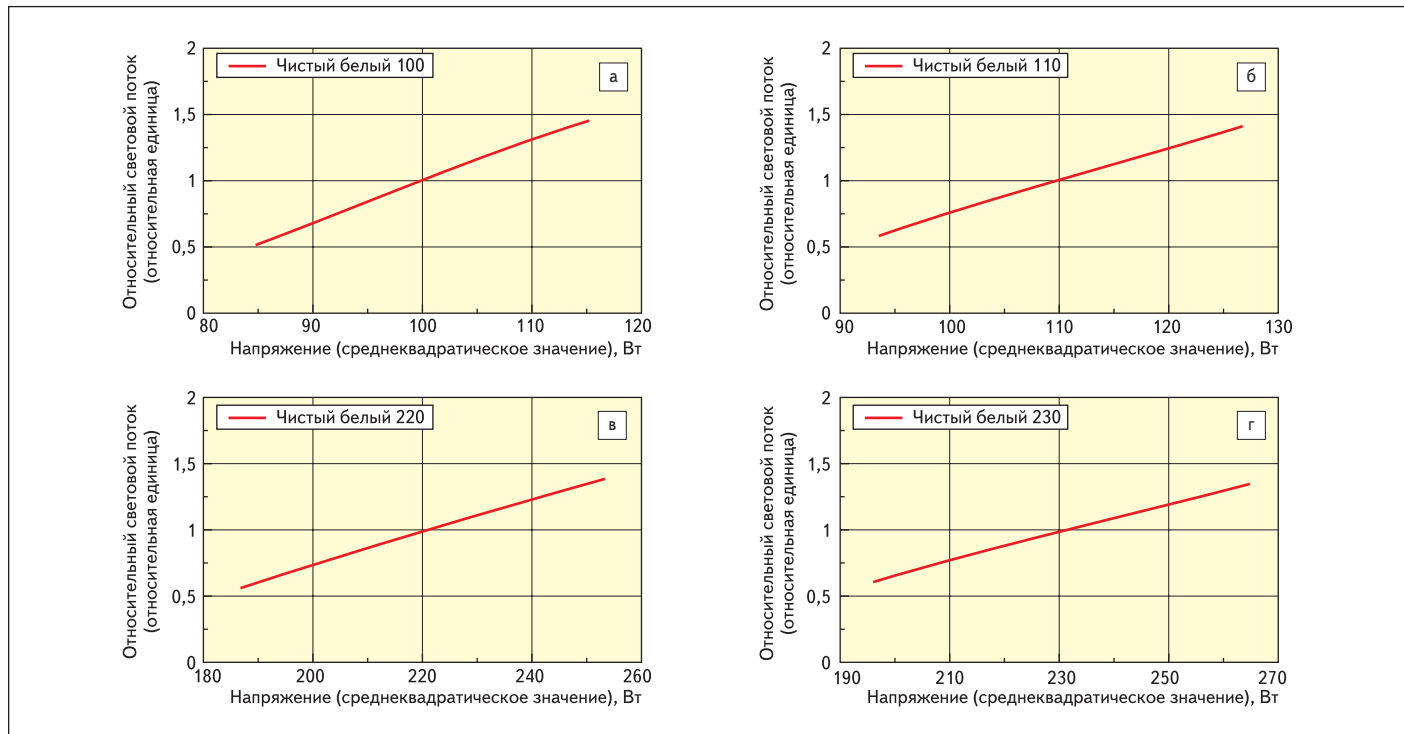 Относительный световой поток
(относительная единица)
2
1,5
1
0,5
0
Чистый белый 100
а
80
90
100
110
120
Напряжение (среднеквадратическое значение), Вт
Относительный световой поток
(относительная единица)
2
1,5
1
0,5
0
Чистый белый 110
б
90
100
110
120
130
Напряжение (среднеквадратическое значение), Вт
Относительный световой поток
(относительная единица)
2
1,5
1
0,5
0
Чистый белый 220
в
180
200
220
240
260
Напряжение (среднеквадратическое значение), Вт
Относительный световой поток
(относительная единица)
2
1,5
1
0,5
0
Чистый белый 230
г
190
210
230
250
270
Напряжение (среднеквадратическое значение), Вт